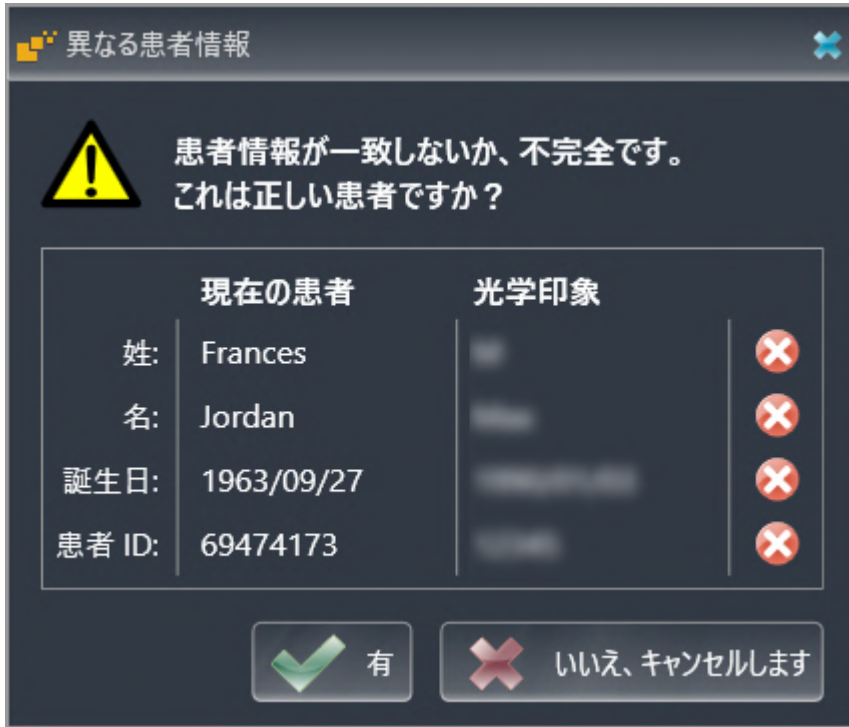 異なる患者情報
患者情報が一致しないか、不完全です。
これは正しい患者ですか？
現在の患者 光学印象
姓: Frances
名: Jordan
誕生日: 1963/09/27
患者 ID: 69474173
有 いいえ、キャンセルします